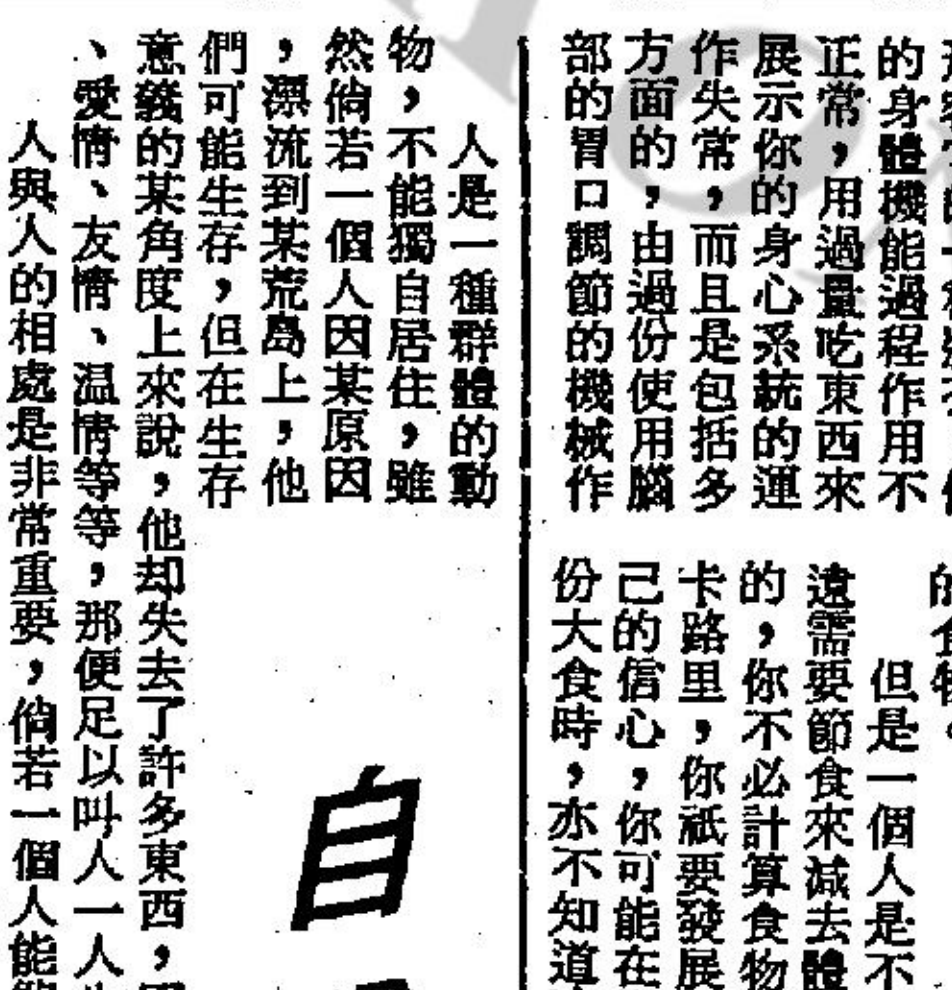 的身體機能過程作用不
正常，用過量吃東西來
展示你的身心系統的運
作失常，而且是包括多
方面的，由過份使用腦
部的胃口調節的機械作
的食物。
但是一個人是不
遠需要節食來減去體
的，你不必計算食物
卡路里，你祇要發展
己的信心，你可能在
份大食時，亦不知道
人是一種群體的動
物，不能獨自居住，雖
然倘若一個人因某原因
，漂流到某荒島上，他
們可能生存，但在生存
意義的某角度上來說，他却失去了許多東西，
、愛情、友情、温情等等，那便足以叫人一人
人與人的相處是非常重要，倘若一個人能
自